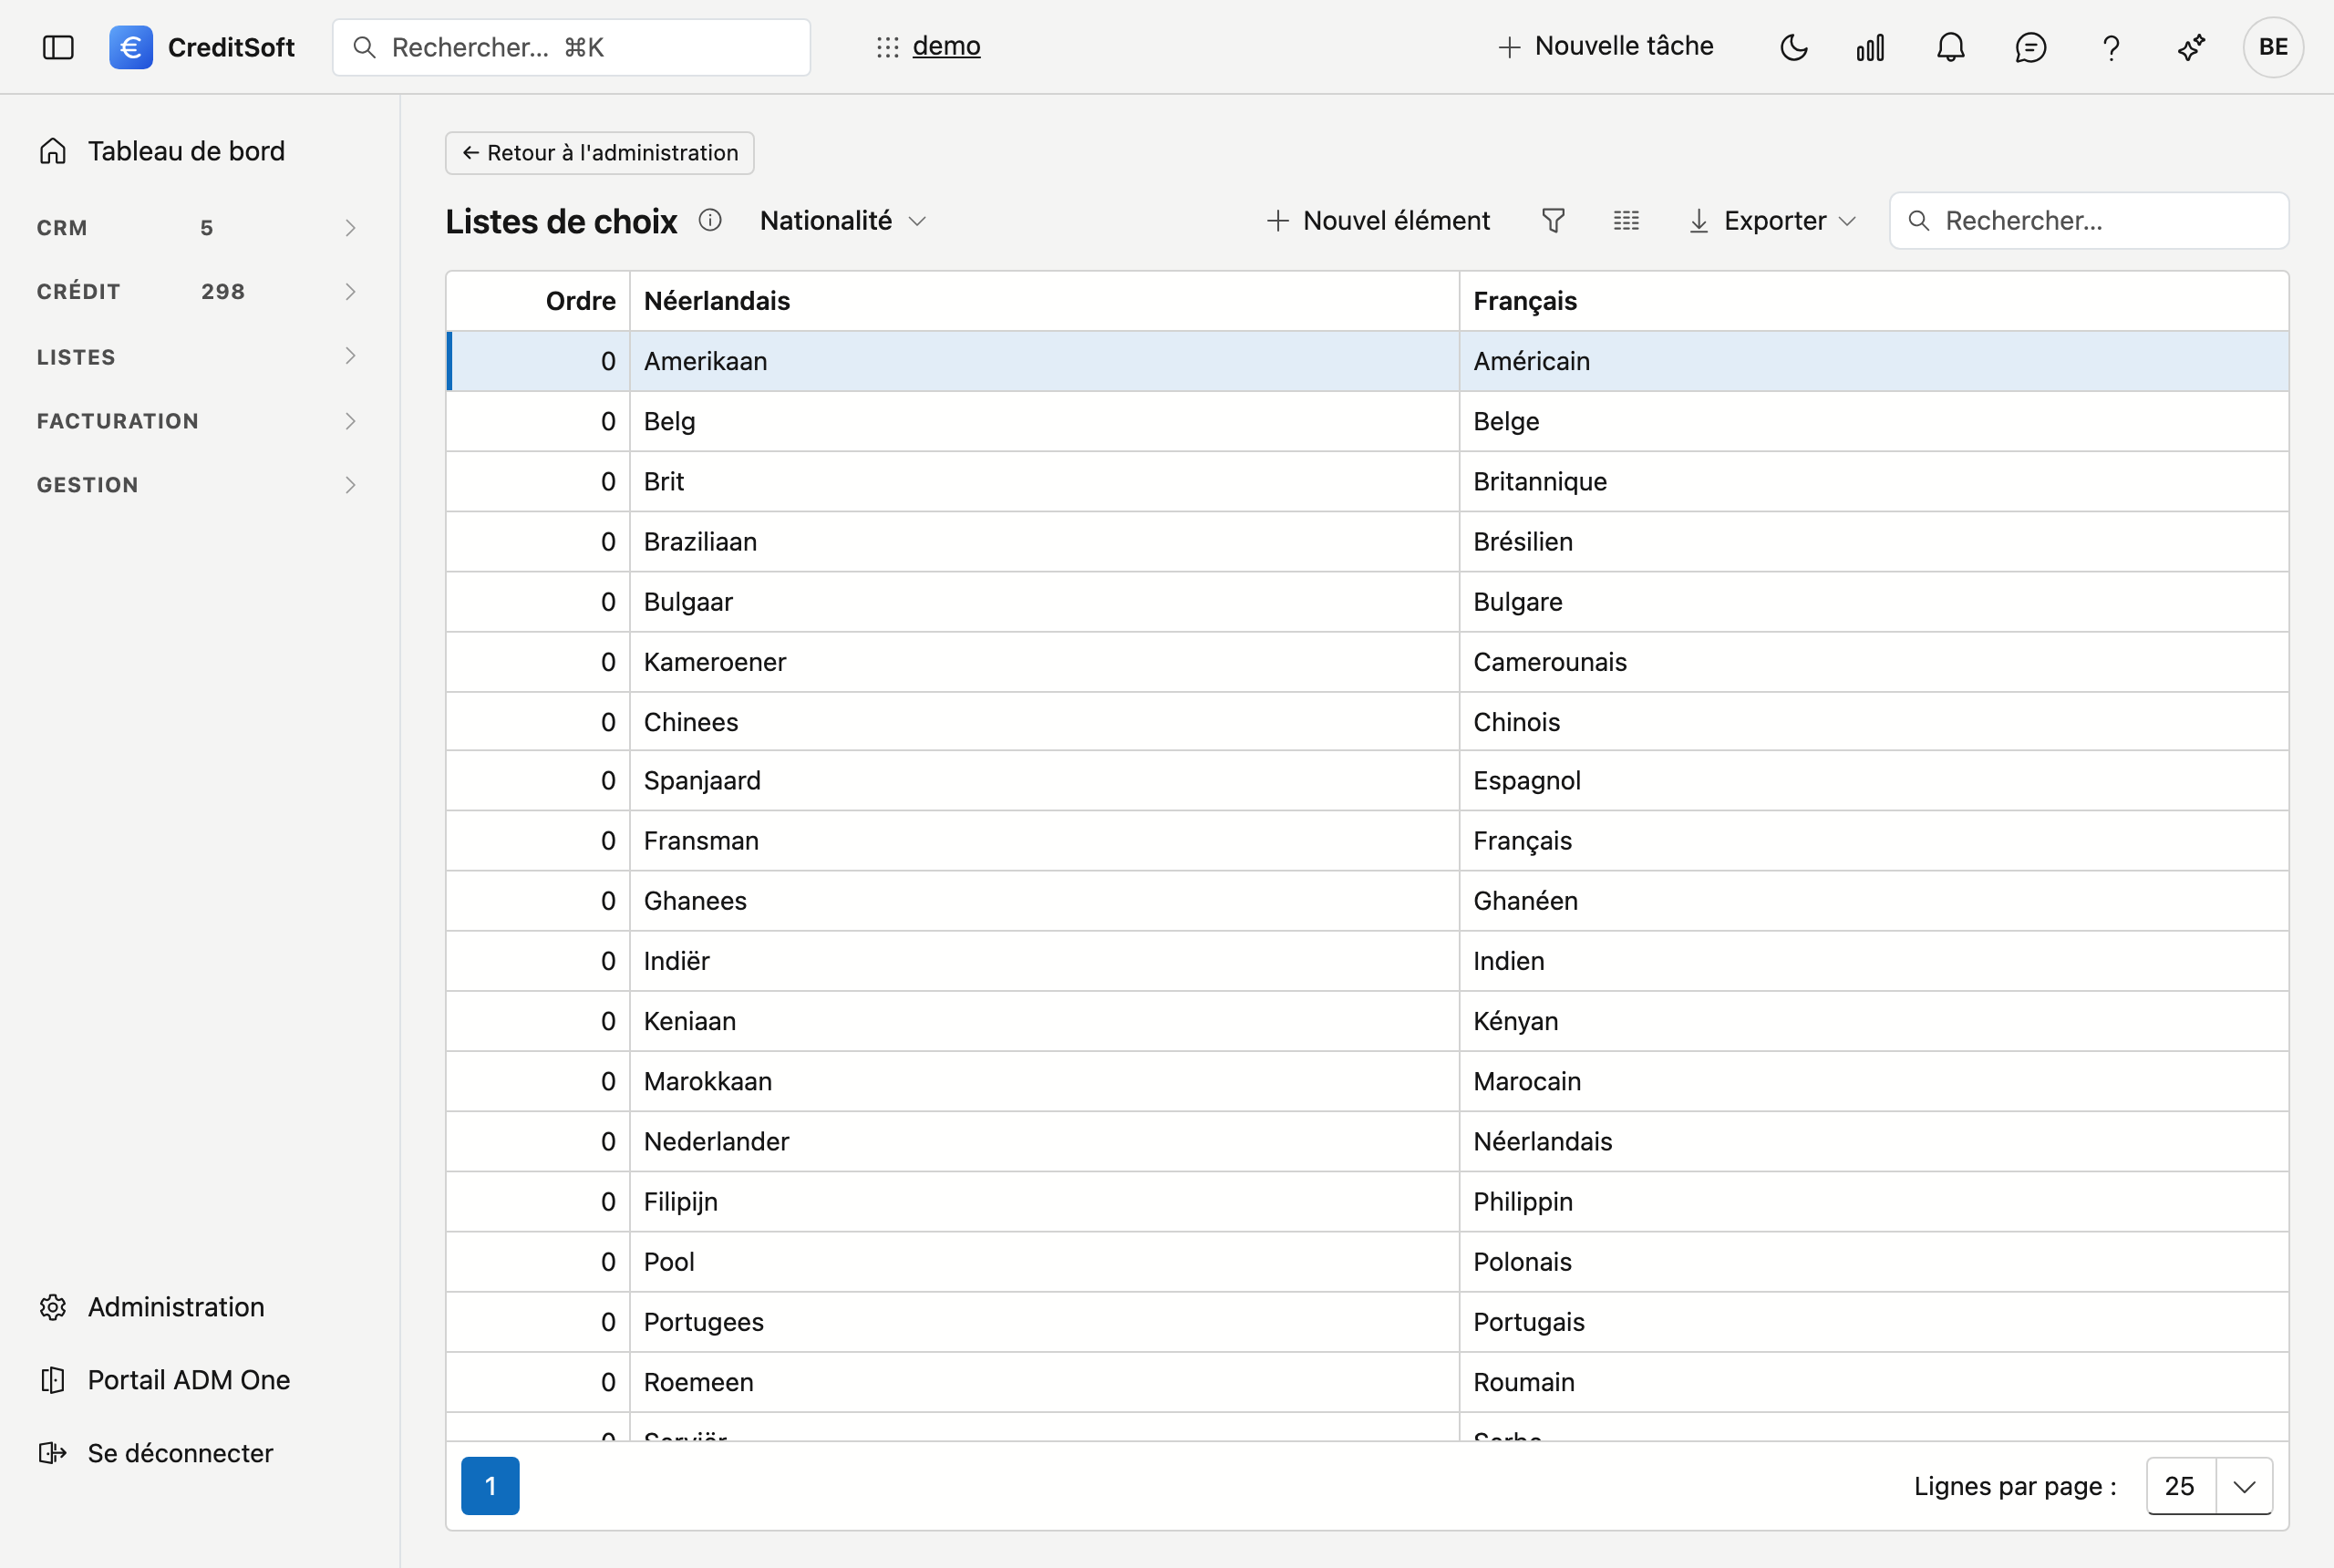 CreditSoft
Rechercher... ⌘K
demo
Nouvelle tâche
BE
Tableau de bord
CRM 5
CRÉDIT 298
LISTES
FACTURATION
GESTION
Administration
Portail ADM One
Se déconnecter
← Retour à l'administration
Listes de choix
Nationalité
Nouvel élément
Exporter
Rechercher...
Ordre Néerlandais Français
0 Amerikaan Américain
0 Belg Belge
0 Brit Britannique
0 Braziliaan Brésilien
0 Bulgaar Bulgare
0 Kameroener Camerounais
0 Chinees Chinois
0 Spanjaard Espagnol
0 Fransman Français
0 Ghanees Ghanéen
0 Indiër Indien
0 Keniaan Kényan
0 Marokkaan Marocain
0 Nederlander Néerlandais
0 Filipijn Philippin
0 Pool Polonais
0 Portugees Portugais
0 Roemeen Roumain
1
Lignes par page :
25